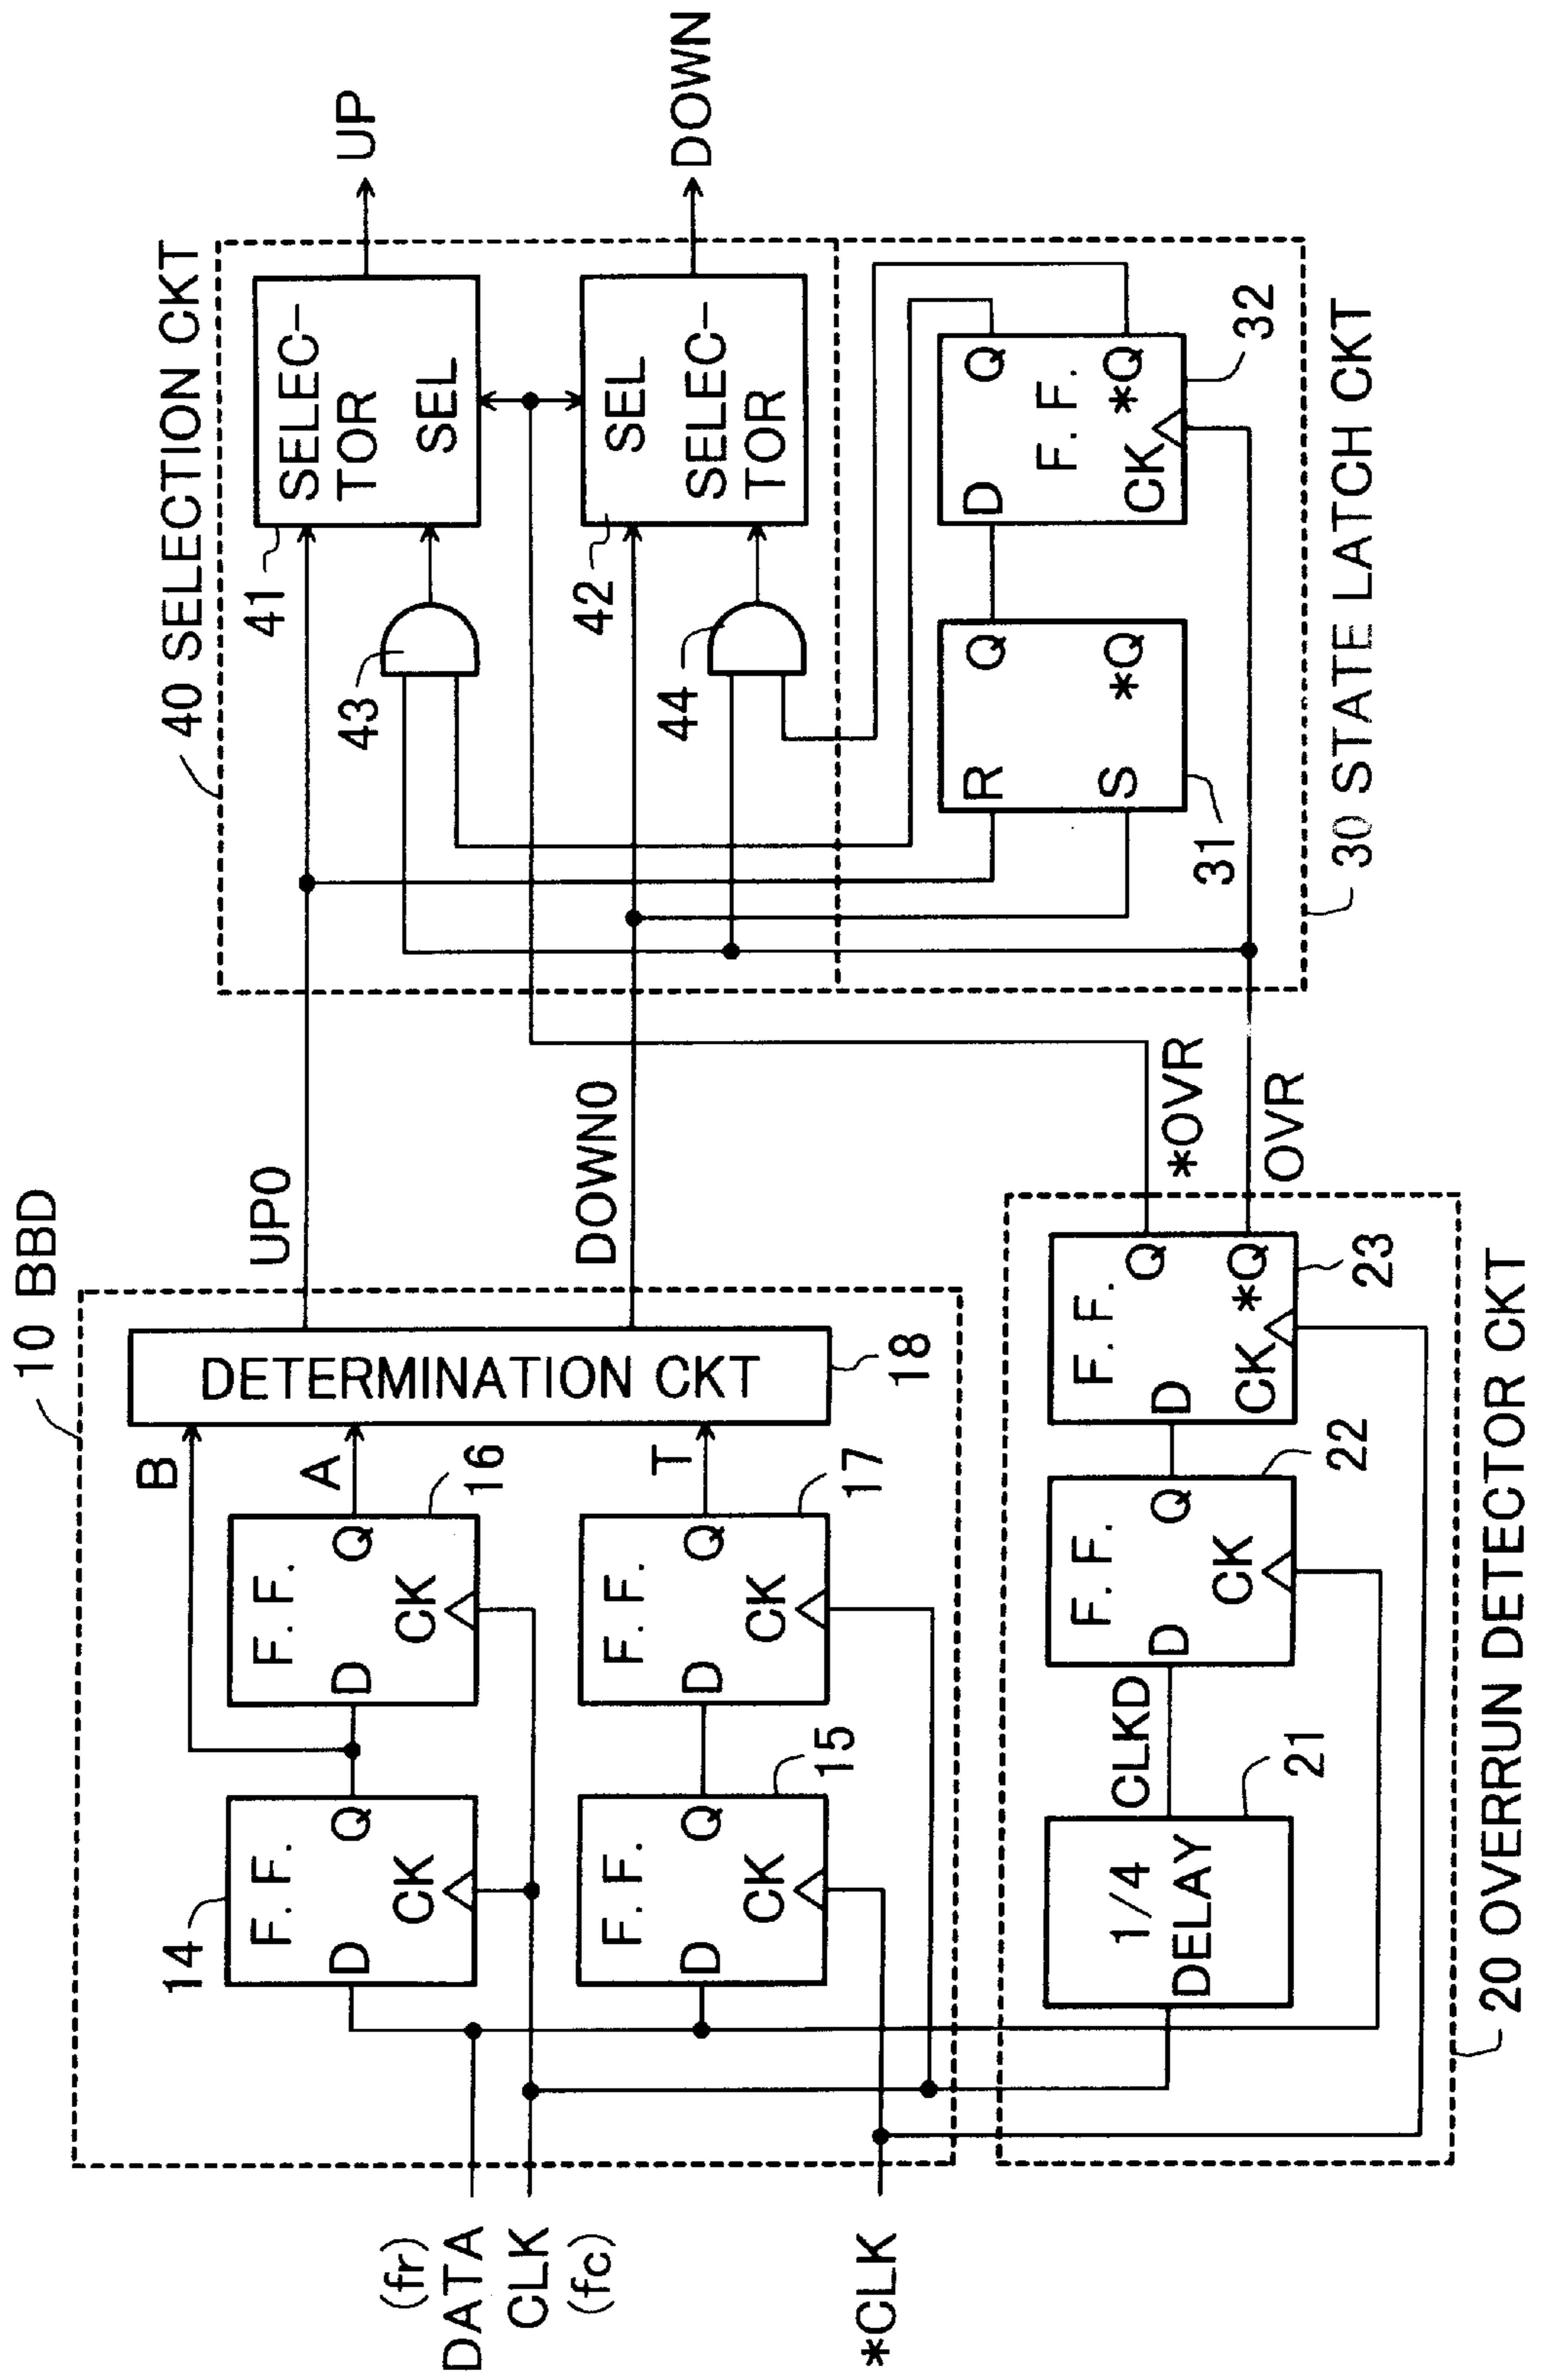 10 BBD
40 SELECTION CKT
(fr)
DATA
CLK
(fc)
*CLK
14
F.F.
D
Q
CK
B
A
16
F.F.
D
Q
CK
15
F.F.
D
Q
CK
T
17
F.F.
D
Q
CK
DETERMINATION CKT
18
UP0
DOWN0
41
SELEC-
TOR
SEL
UP
43
42
SEL
SELEC-
TOR
DOWN
44
R
Q
S
*Q
31
D
Q
F.F.
*Q
CK
32
30 STATE LATCH CKT
1/4
DELAY
21
CLKD
F.F.
D
Q
CK
22
F.F.
D
Q
*Q
CK
23
*OVR
OVR
20 OVERRUN DETECTOR CKT